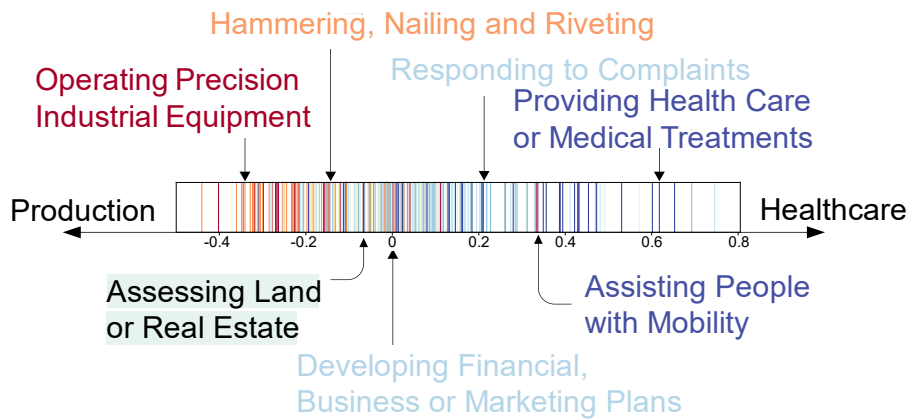 Hammering, Nailing and Riveting
Responding to Complaints
Operating Precision
Industrial Equipment
Providing Health Care
or Medical Treatments
Production
Healthcare
-0.4
-0.2
0
0.2
0.4
0.6
0.8
Assessing Land
or Real Estate
Assisting People
with Mobility
Developing Financial,
Business or Marketing Plans